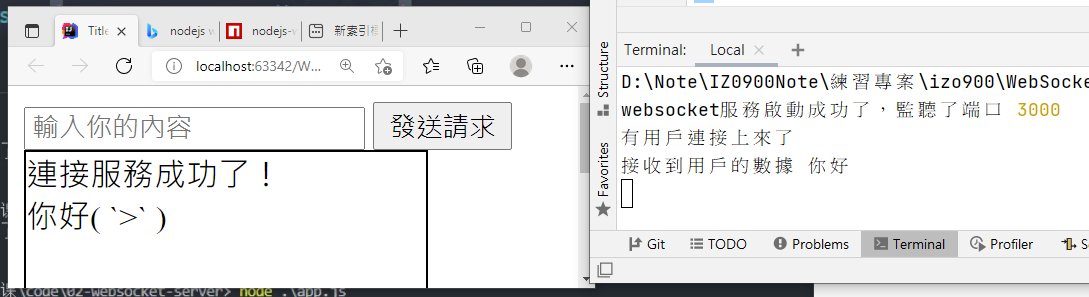 Title
nodejs w
nodejs-v
新索引標
localhost:63342/W...
輸入你的內容
發送請求
連接服務成功了！
你好( `>` )
Terminal:
Local
Structure
Favorites
D:\Note\IZ0900Note\練習專案\izo900\WebSocke
websocket服務啟動成功了，監聽了端口 3000
有用戶連接上來了
接收到用戶的數據 你好
Git
TODO
Problems
Terminal
Profiler
课\code\02-websocket-server> node .\app.js